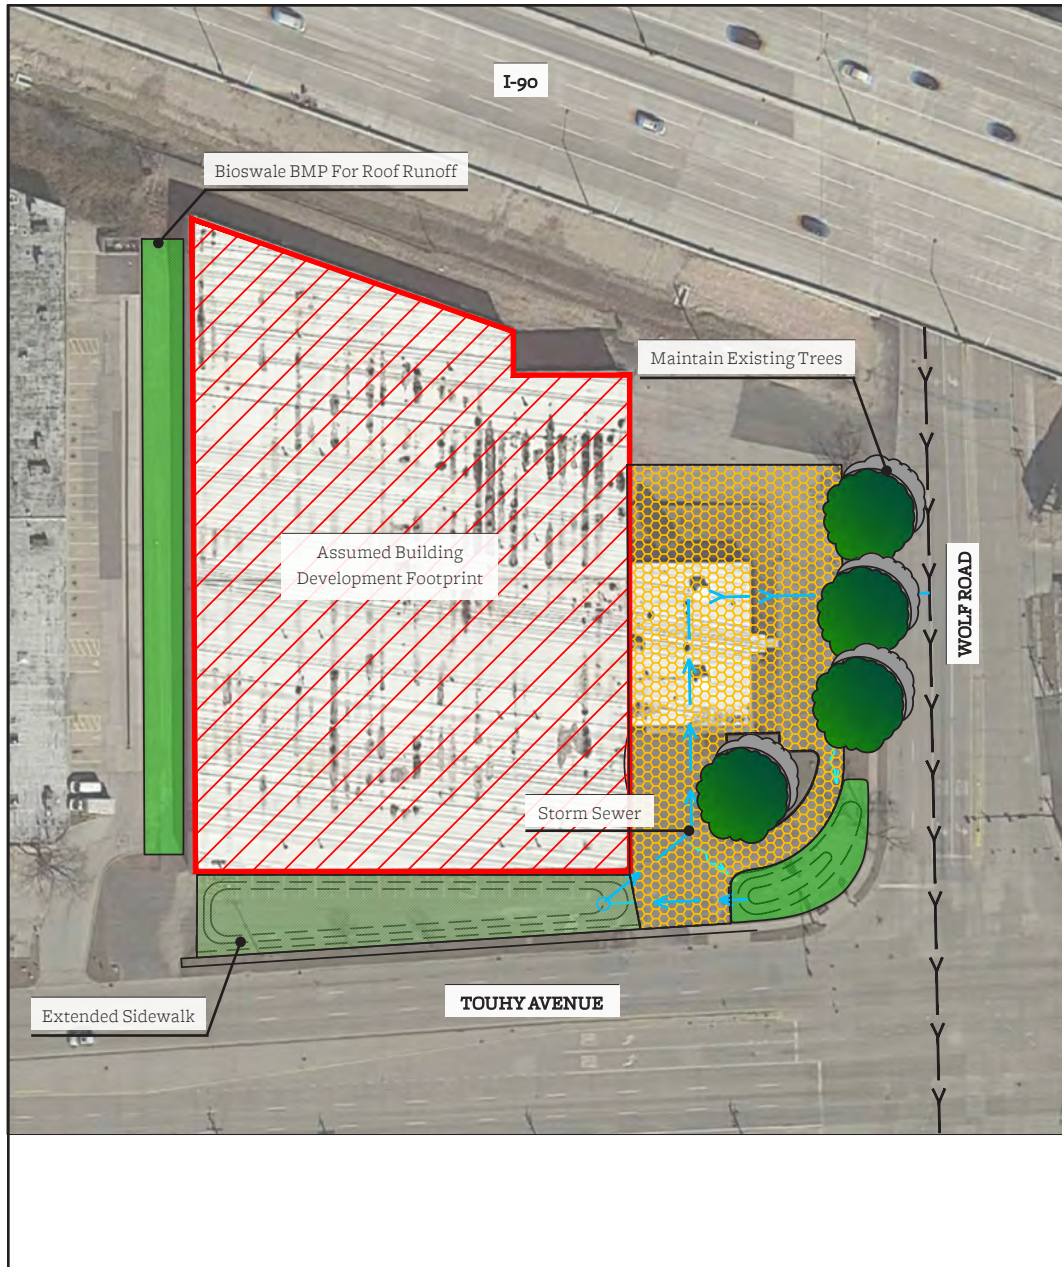 I-90
Bioswale BMP For Roof Runoff
Maintain Existing Trees
Assumed Building
Development Footprint
WOLF ROAD
Storm Sewer
TOUHY AVENUE
Extended Sidewalk